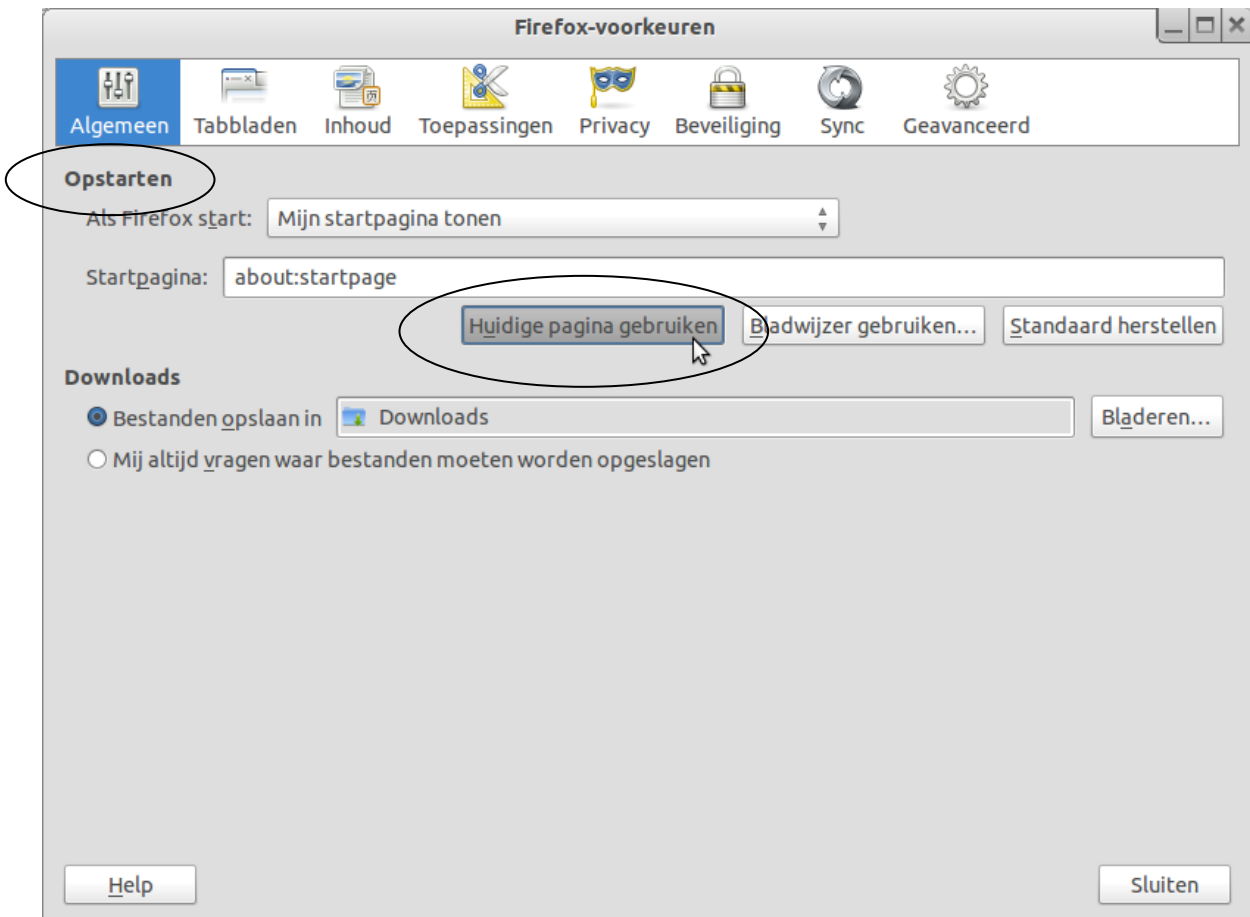 Firefox-voorkeuren
Algemeen Tabbladen Inhoud Toepassingen Privacy Beveiliging Sync Geavanceerd
Opstarten
Als Firefox start: Mijn startpagina tonen
Startpagina: about:startpage
Huidige pagina gebruiken Bladwijzer gebruiken... Standaard herstellen
Downloads
Bestanden opslaan in Downloads Bladeren...
Mij altijd vragen waar bestanden moeten worden opgeslagen
Help Sluiten